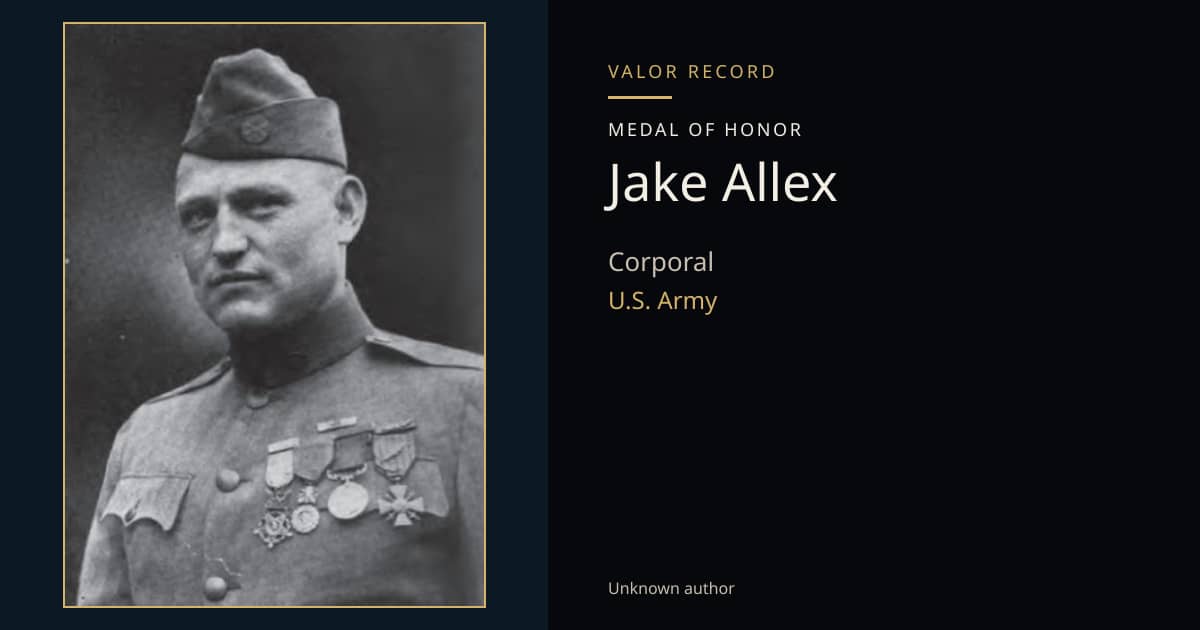 VALOR RECORD
MEDAL OF HONOR
Jake Allex
Corporal
U.S. Army
Unknown author